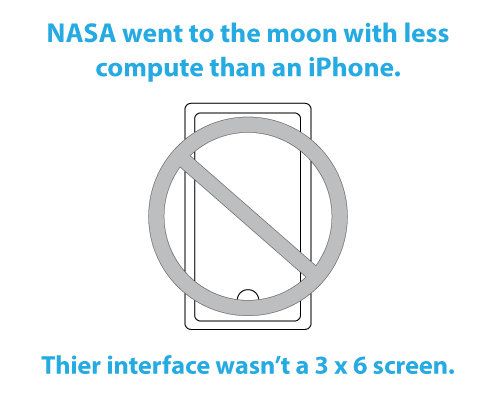 NASA went to the moon with less
compute than an iPhone.
Thier interface wasn't a 3 x 6 screen.